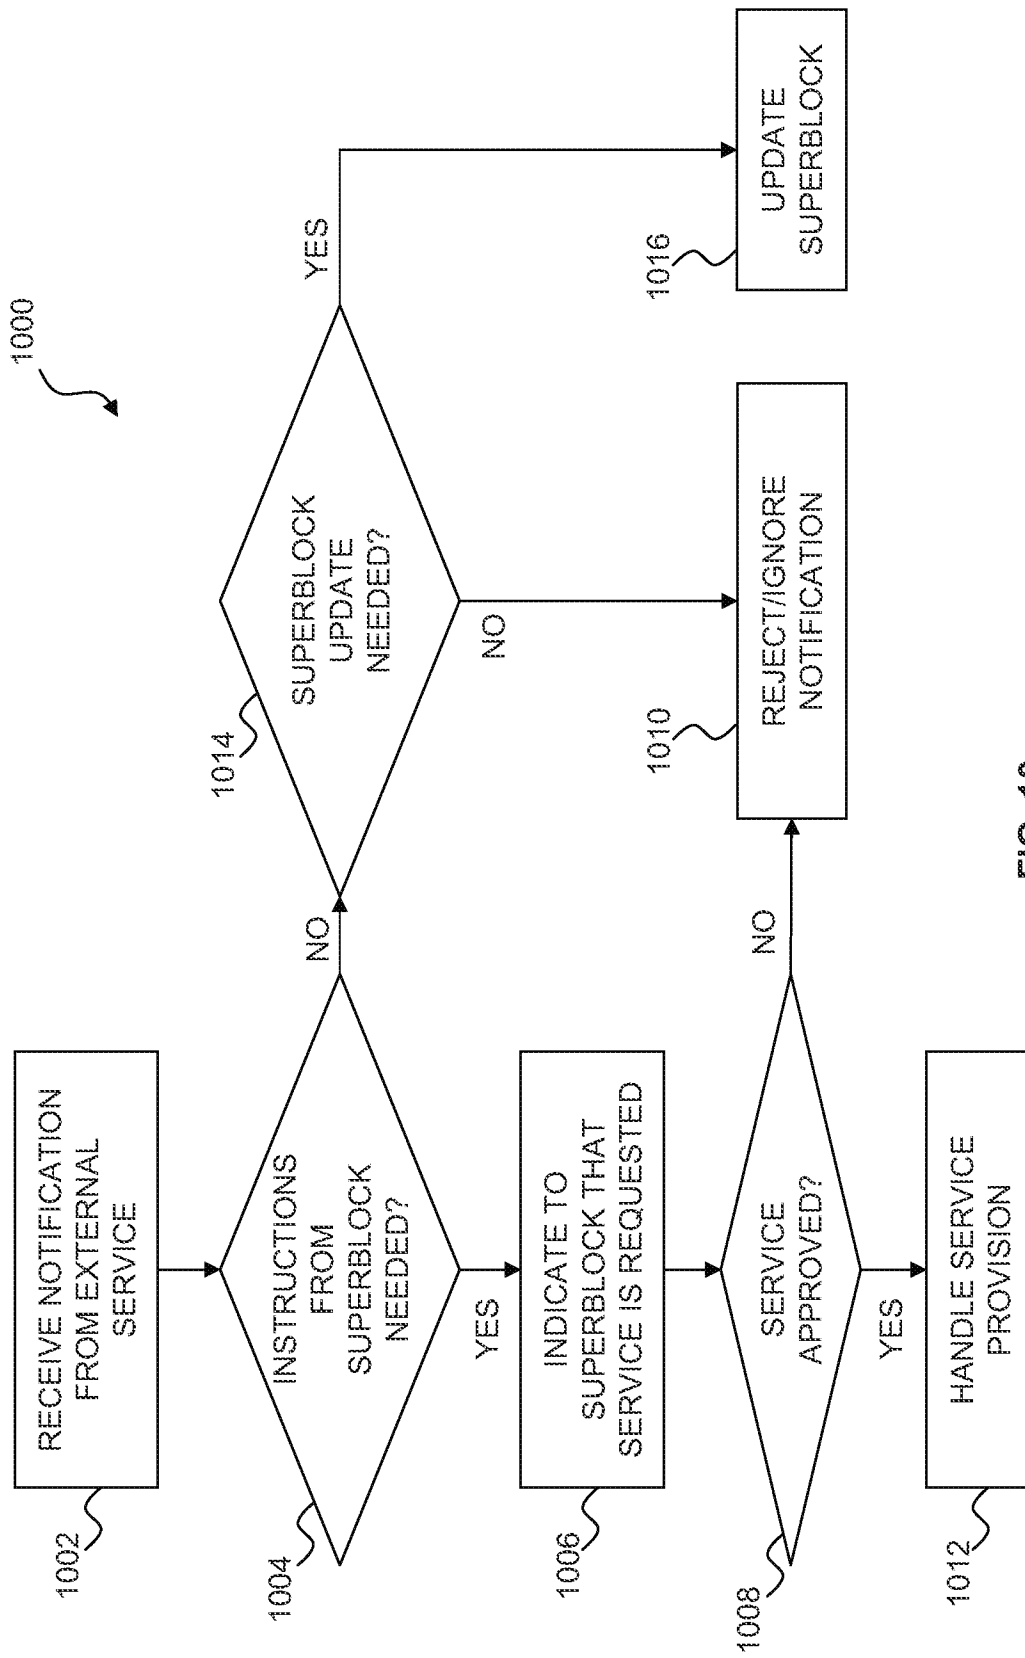 1000
RECEIVE NOTIFICATION
FROM EXTERNAL
SERVICE
1002
INSTRUCTIONS
FROM
SUPERBLOCK
NEEDED?
1004
NO
YES
SUPERBLOCK
UPDATE
NEEDED?
1014
YES
NO
INDICATE TO
SUPERBLOCK THAT
SERVICE IS REQUESTED
1006
SERVICE
APPROVED?
1008
NO
YES
REJECT/IGNORE
NOTIFICATION
1010
UPDATE
SUPERBLOCK
1016
HANDLE SERVICE
PROVISION
1012
FIG.